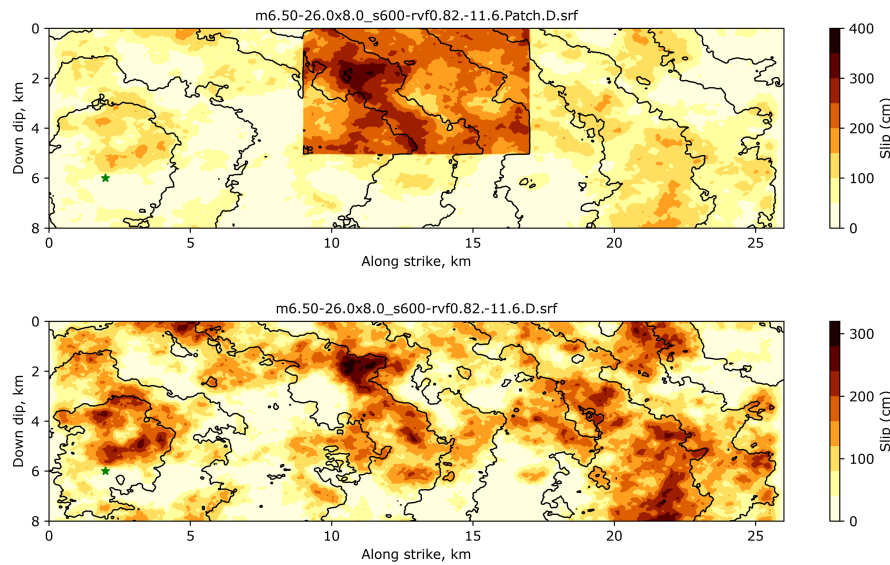 m6.50-26.0x8.0_s600-rvf0.82.-11.6.Patch.D.srf
0
2
4
6
8
Down dip, km
0 5 10 15 20 25
Along strike, km
400
300
200
100
0
Slip (cm)
m6.50-26.0x8.0_s600-rvf0.82.-11.6.D.srf
0
2
4
6
8
Down dip, km
0 5 10 15 20 25
Along strike, km
300
200
100
0
Slip (cm)